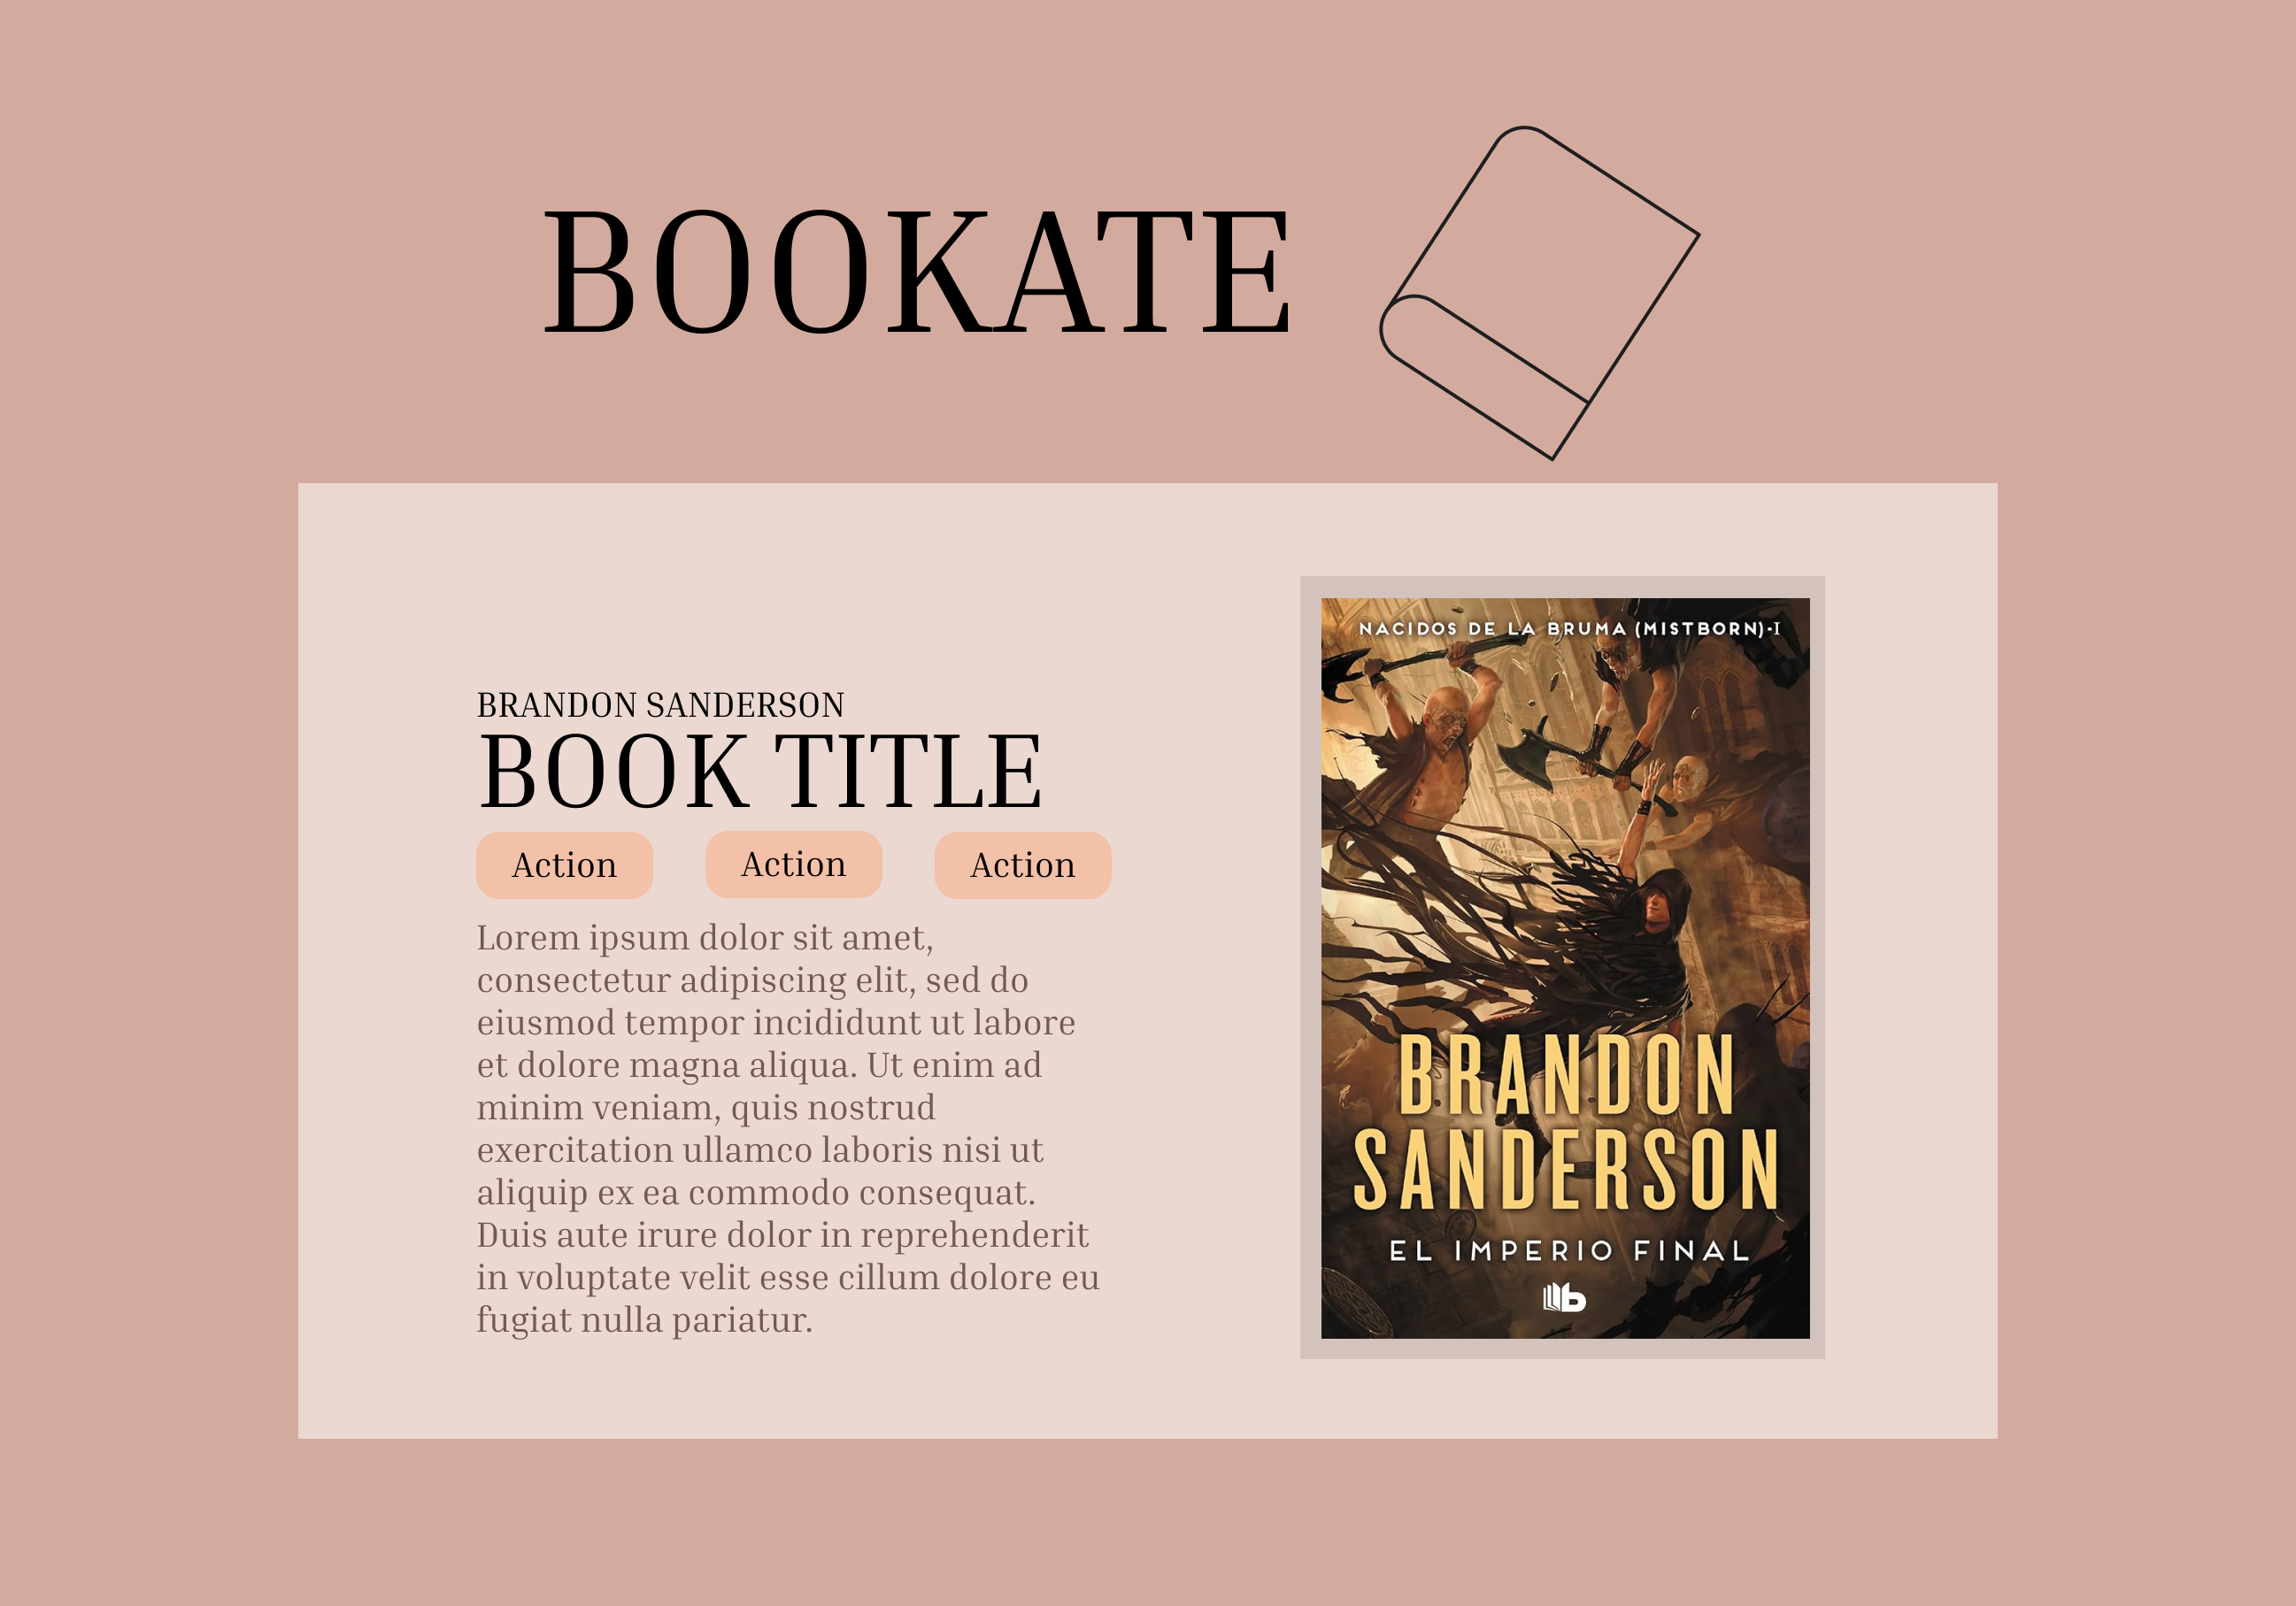 BOOKATE
BRANDON SANDERSON
BOOK TITLE
Action Action Action
Lorem ipsum dolor sit amet,
consectetur adipiscing elit, sed do
eiusmod tempor incididunt ut labore
et dolore magna aliqua. Ut enim ad
minim veniam, quis nostrud
exercitation ullamco laboris nisi ut
aliquip ex ea commodo consequat.
Duis aute irure dolor in reprehenderit
in voluptate velit esse cillum dolore eu
fugiat nulla pariatur.
NACIDOS DE LA BRUMA (MISTBORN)-I
BRANDON
SANDERSON
EL IMPERIO FINAL
b